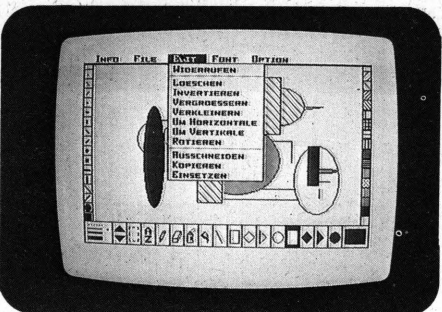 INFO FILE EDIT FONT OPTION
WIDERRUFEN
LOESCHEN
INVERTIEREN
VERGROESSERN
VERKLEINERN
UM HORIZONTALE
UM VERTIKALE
ROTIEREN
AUSSCHNEIDEN
KOPIEREN
EINSETZEN
A
Z